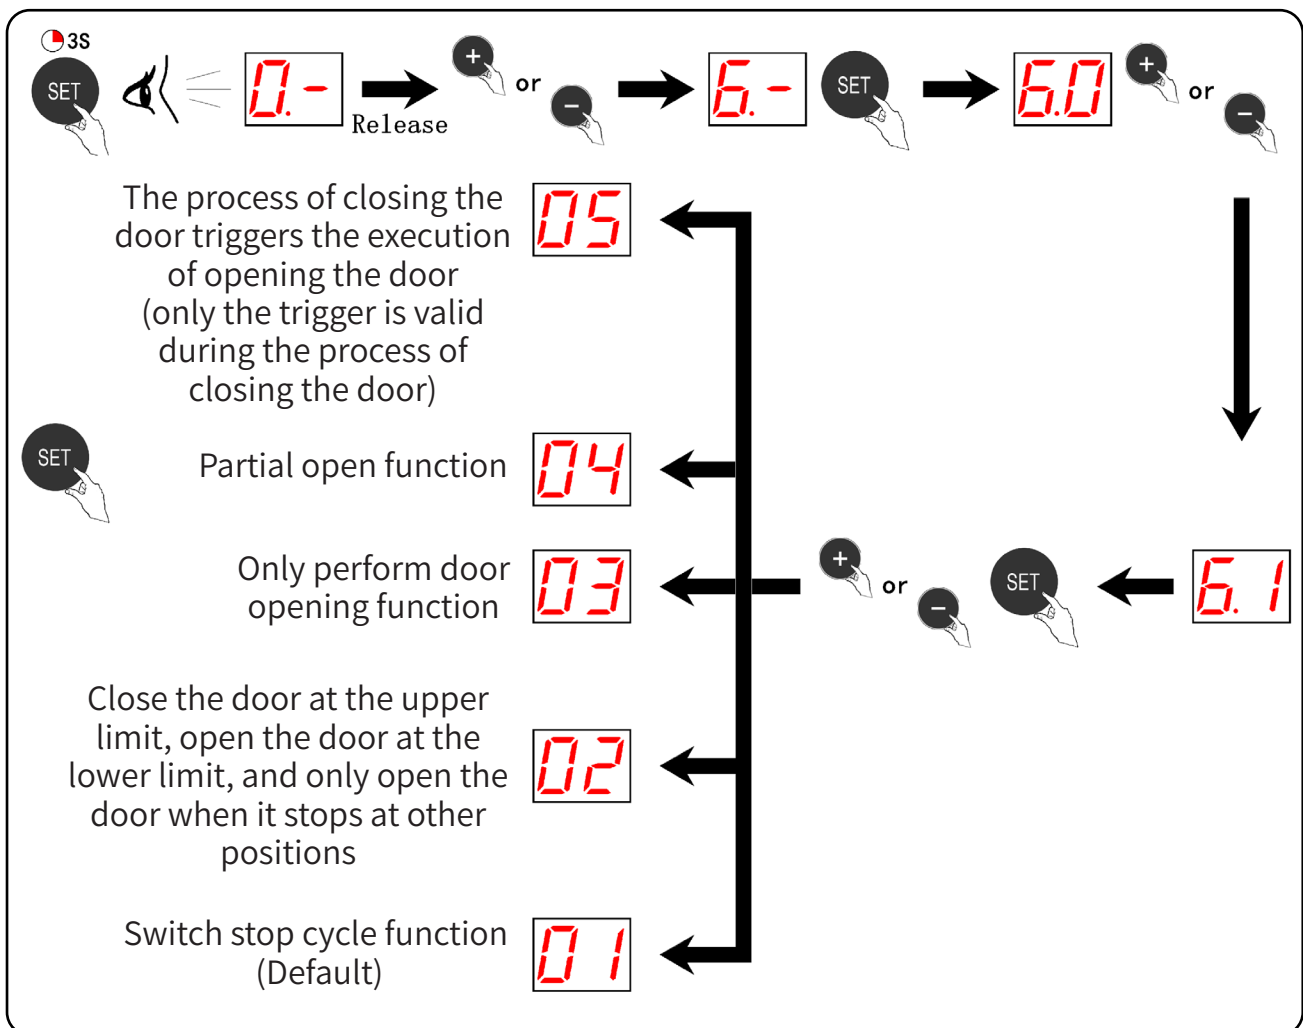 3S
SET
0.-
Release
+
or
-
6.-
SET
6.0
+
or
-
The process of closing the
door triggers the execution
of opening the door
(only the trigger is valid
during the process of
closing the door)
05
SET
Partial open function
04
Only perform door
opening function
03
+
or
-
SET
6.1
Close the door at the upper
limit, open the door at the
lower limit, and only open the
door when it stops at other
positions
02
Switch stop cycle function
(Default)
01